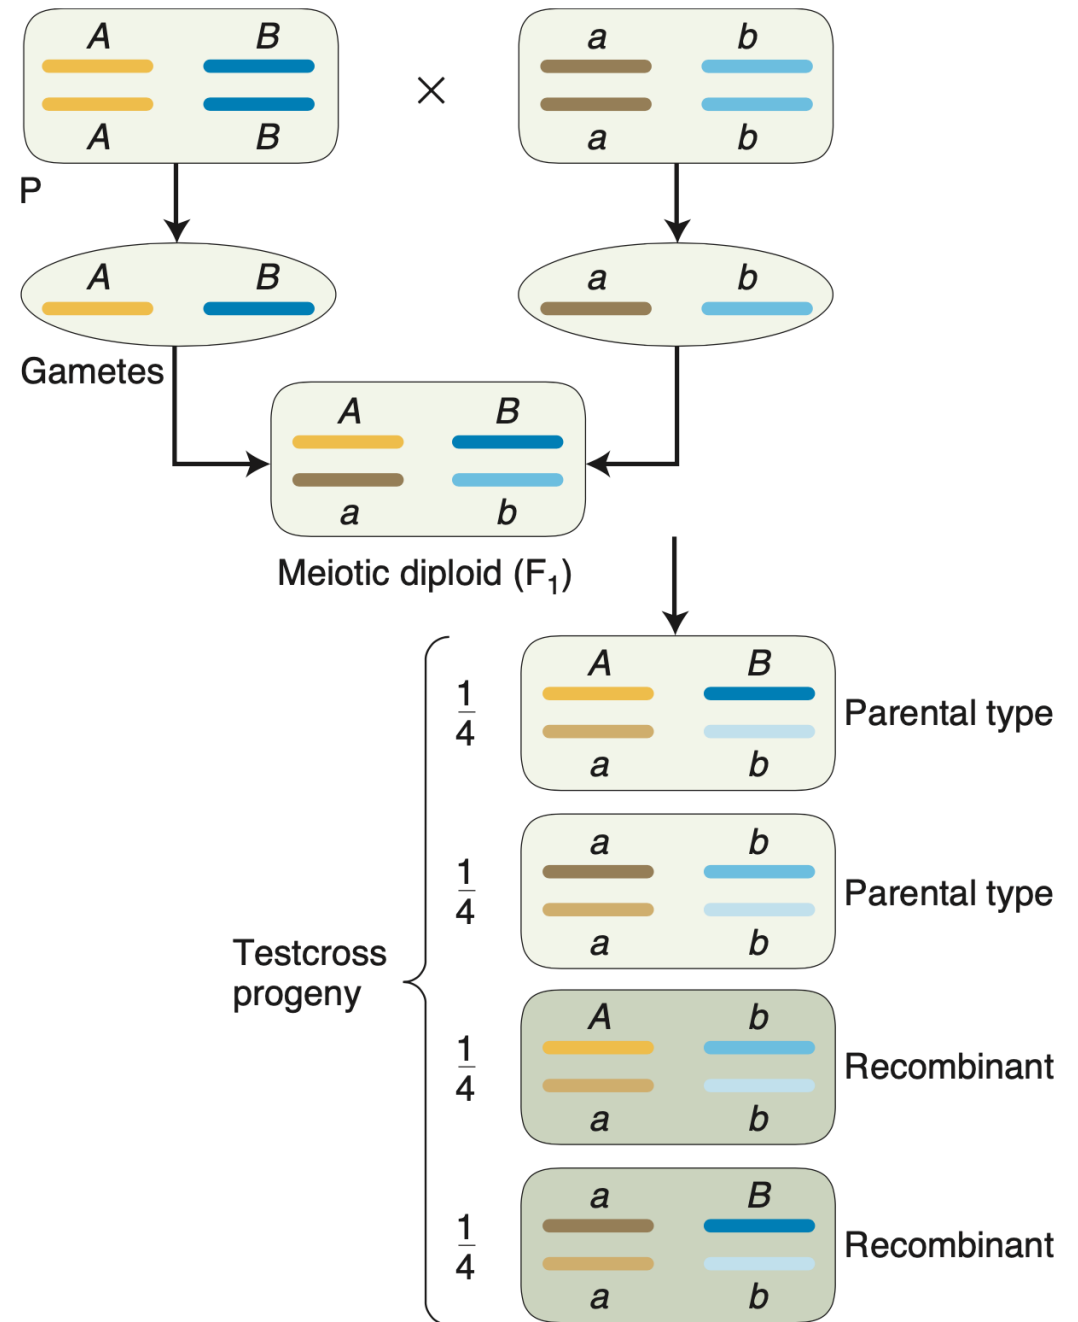 A B a b
×
A B a b
P
A B a b
Gametes
A B
a b
Meiotic diploid (F1)
A B
1/4 Parental type
a b
a b
1/4 Parental type
a b
Testcross
progeny
A b
1/4 Recombinant
a b
a B
1/4 Recombinant
a b